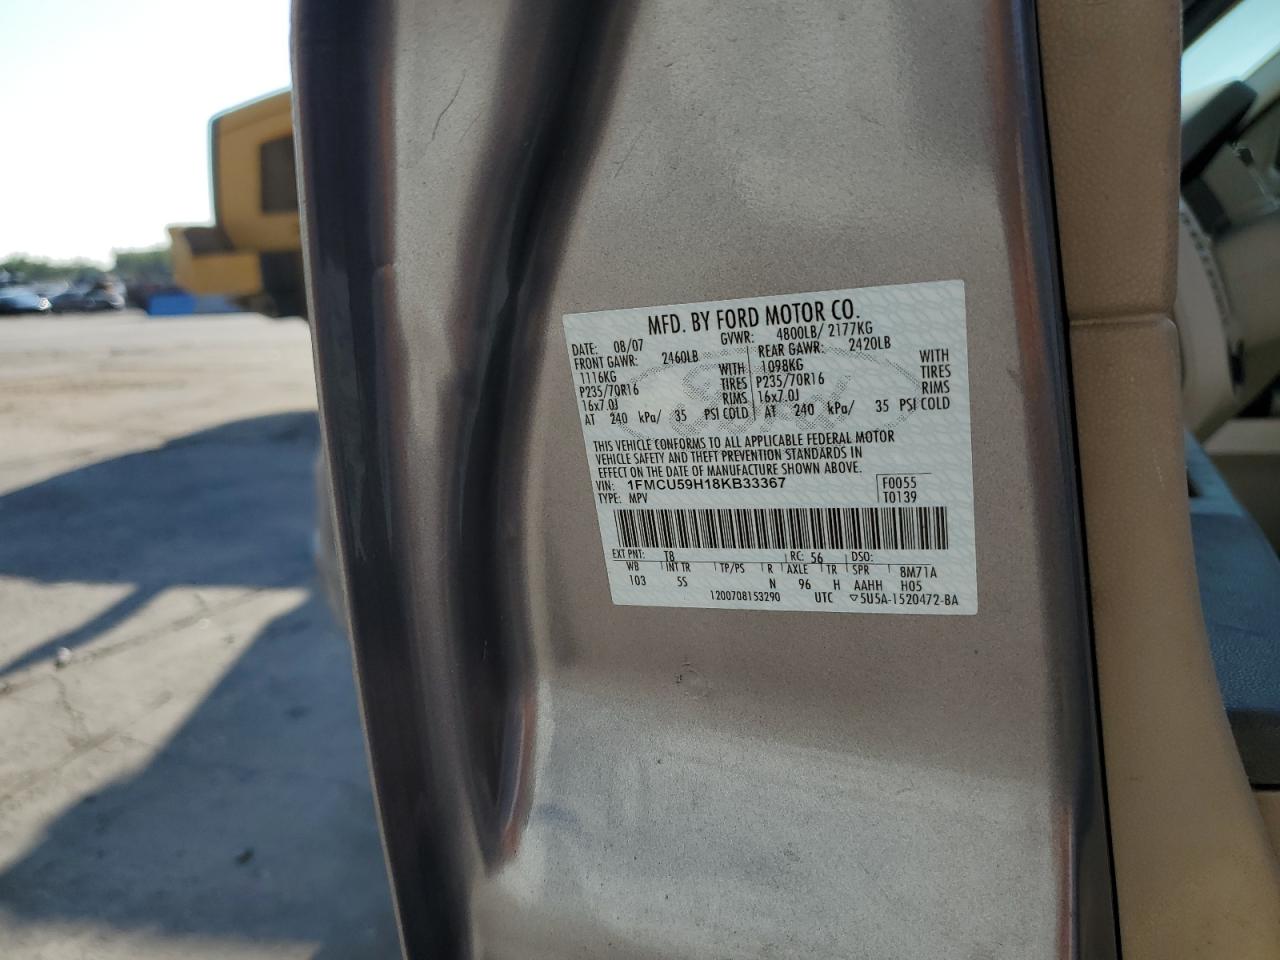 MFD. BY FORD MOTOR CO.
DATE: 08/07 GVWR: 4800LB/ 2177KG
FRONT GAWR: 2460LB REAR GAWR: 2420LB
1116KG WITH 1098KG WITH
P235/70R16 TIRES P235/70R16 TIRES
16x7.0J RIMS 16x7.0J RIMS
AT 240 kPa/ 35 PSI COLD AT 240 kPa/ 35 PSI COLD
THIS VEHICLE CONFORMS TO ALL APPLICABLE FEDERAL MOTOR
VEHICLE SAFETY AND THEFT PREVENTION STANDARDS IN
EFFECT ON THE DATE OF MANUFACTURE SHOWN ABOVE.
VIN: 1FMCU59H18KB33367 F0055
TYPE: MPV T0139
EXT PNT: T8 RC: 56 DSO:
WB INT TR TP/PS R AXLE TR SPR 8M71A
103 5S N 96 H AAHH H05
1200708153290 UTC ▽5U5A-1520472-BA